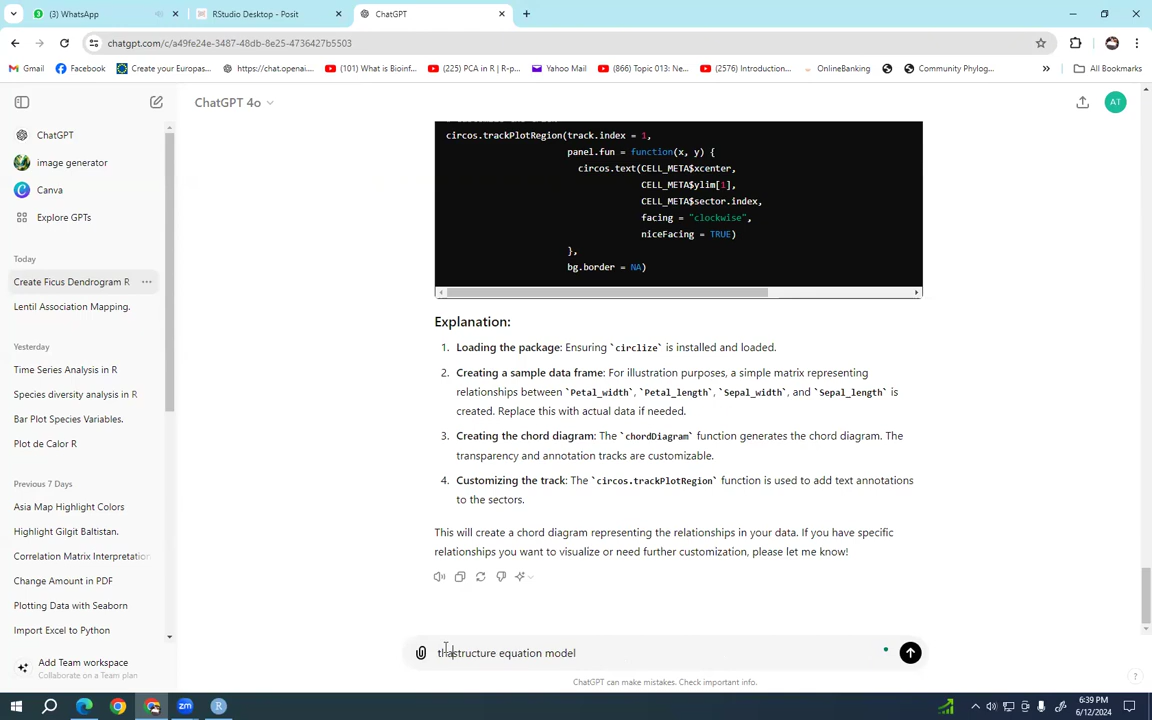 (3) WhatsApp
RStudio Desktop - Posit
ChatGPT
chatgpt.com/c/a49fe24e-3487-48db-8e25-4736427b5503
Gmail
Facebook
Create your Europas...
https://chat.openai....
(101) What is Bioinf...
(225) PCA in R | R-p...
Yahoo Mail
(866) Topic 013: Ne...
(2576) Introduction...
OnlineBanking
Community Phylog...
All Bookmarks
ChatGPT 4o
AT
ChatGPT
image generator
Canva
Explore GPTs
Today
Create Ficus Dendrogram R
Lentil Association Mapping.
Yesterday
Time Series Analysis in R
Species diversity analysis in R
Bar Plot Species Variables.
Plot de Calor R
Previous 7 Days
Asia Map Highlight Colors
Highlight Gilgit Baltistan.
Correlation Matrix Interpretation
Change Amount in PDF
Plotting Data with Seaborn
Import Excel to Python
Add Team workspace
Collaborate on a Team plan
circos.trackPlotRegion(track.index = 1,
panel.fun = function(x, y) {
circos.text(CELL_META$xcenter,
CELL_META$ylim[1],
CELL_META$sector.index,
facing = "clockwise",
niceFacing = TRUE)
},
bg.border = NA)
Explanation:
1. Loading the package: Ensuring `circlize` is installed and loaded.
2. Creating a sample data frame: For illustration purposes, a simple matrix representing
relationships between `Petal_width`, `Petal_length`, `Sepal_width`, and `Sepal_length` is
created. Replace this with actual data if needed.
3. Creating the chord diagram: The `chordDiagram` function generates the chord diagram. The
transparency and annotation tracks are customizable.
4. Customizing the track: The `circos.trackPlotRegion` function is used to add text annotations
to the sectors.
This will create a chord diagram representing the relationships in your data. If you have specific
relationships you want to visualize or need further customization, please let me know!
thastructure equation model
ChatGPT can make mistakes. Check important info.
?
6:39 PM
6/12/2024